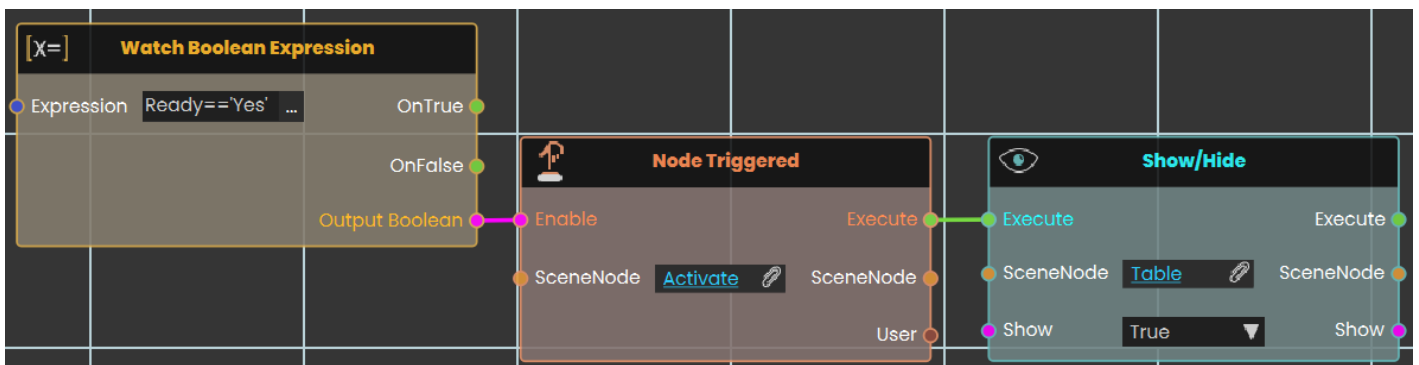 [x=] Watch Boolean Expression
Expression Ready=='Yes' ... OnTrue
OnFalse
Output Boolean
Node Triggered
Enable Execute
SceneNode Activate SceneNode
User
Show/Hide
Execute Execute
SceneNode Table SceneNode
Show True Show